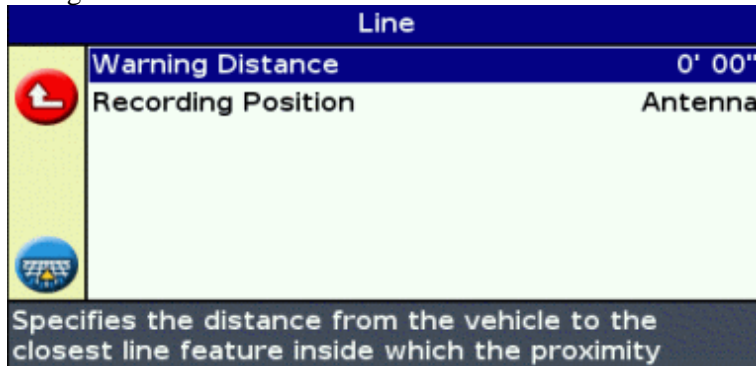 Line
Warning Distance 0' 00"
Recording Position Antenna
Specifies the distance from the vehicle to the
closest line feature inside which the proximity